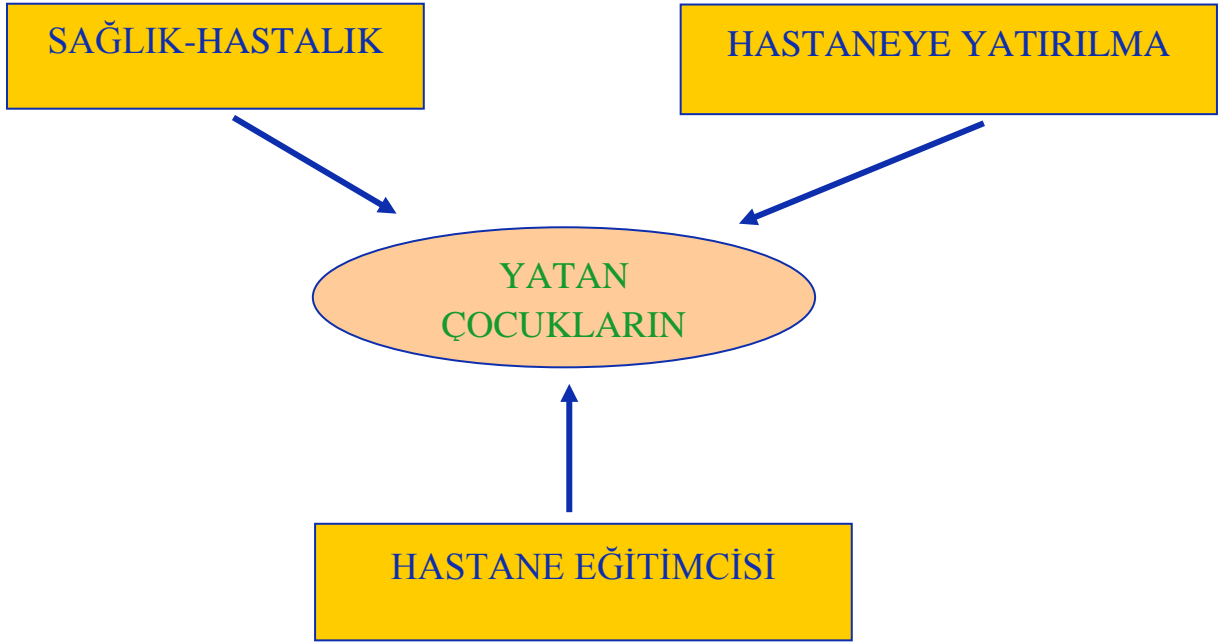 SAĞLIK-HASTALIK
HASTANEYE YATIRILMA
YATAN
ÇOCUKLARIN
HASTANE EĞİTİMCİSİ